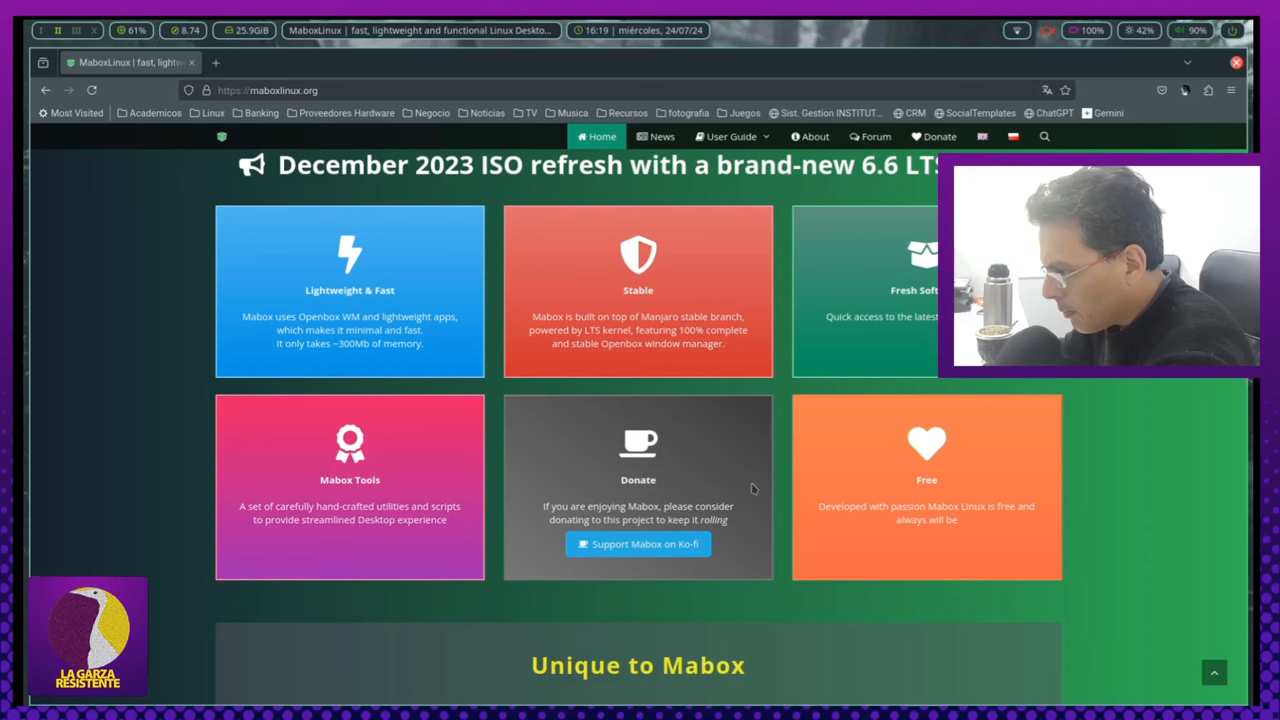 I II III X
61%
8.74
25.9GiB
MaboxLinux | fast, lightweight and functional Linux Deskto...
16:19 | miércoles, 24/07/24
100%
42%
90%
MaboxLinux | fast, lightw
https://maboxlinux.org
Most Visited
Academicos
Linux
Banking
Proveedores Hardware
Negocio
Noticias
TV
Musica
Recursos
fotografia
Juegos
Sist. Gestion INSTITUT...
CRM
SocialTemplates
ChatGPT
Gemini
Home
News
User Guide
About
Forum
Donate
December 2023 ISO refresh with a brand-new 6.6 LTS
Lightweight & Fast
Mabox uses Openbox WM and lightweight apps,
which makes it minimal and fast.
It only takes ~300Mb of memory.
Stable
Mabox is built on top of Manjaro stable branch,
powered by LTS kernel, featuring 100% complete
and stable Openbox window manager.
Fresh Soft
Quick access to the latest
Mabox Tools
A set of carefully hand-crafted utilities and scripts
to provide streamlined Desktop experience
Donate
If you are enjoying Mabox, please consider
donating to this project to keep it rolling
Support Mabox on Ko-fi
Free
Developed with passion Mabox Linux is free and
always will be
Unique to Mabox
LA GARZA
RESISTENTE